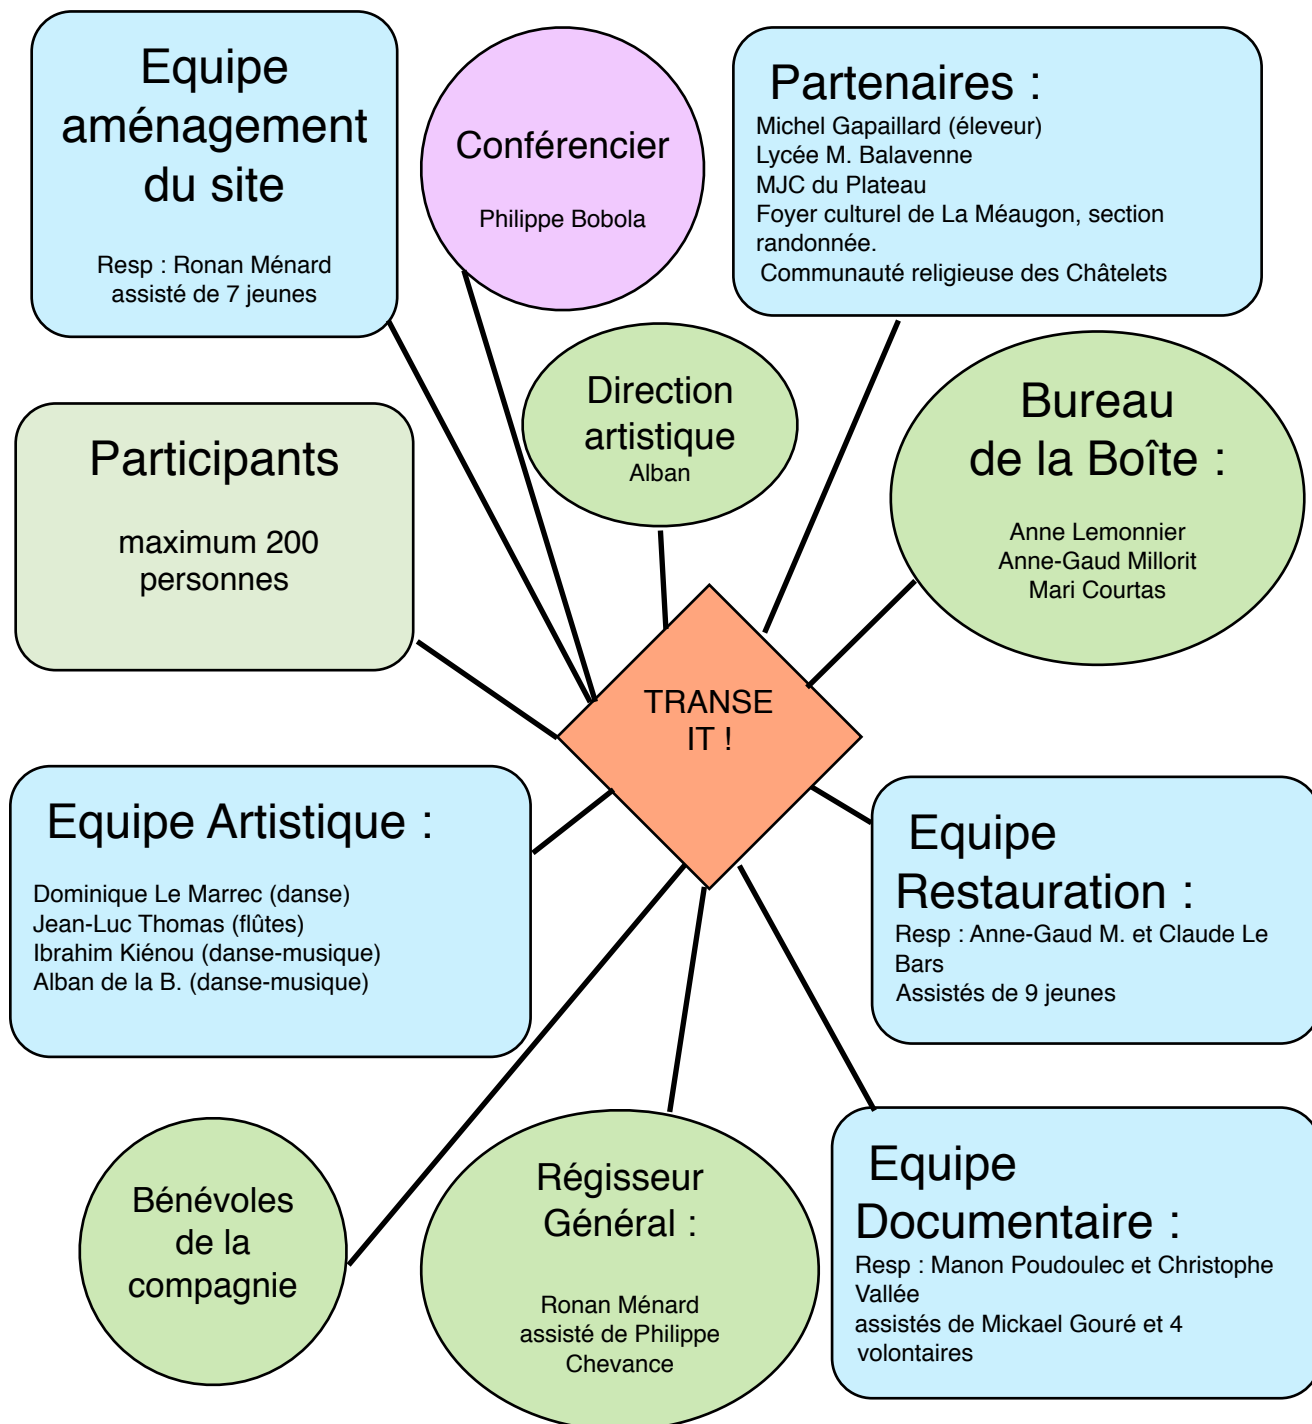 Equipe
aménagement
du site
Resp : Ronan Ménard
assisté de 7 jeunes
Conférencier
Philippe Bobola
Partenaires :
Michel Gapaillard (éleveur)
Lycée M. Balavenne
MJC du Plateau
Foyer culturel de La Méaugon, section
randonnée.
Communauté religieuse des Châtelets
Direction
artistique
Alban
Bureau
de la Boîte :
Anne Lemonnier
Anne-Gaud Millorit
Mari Courtas
Participants
maximum 200
personnes
TRANSE
IT !
Equipe Artistique :
Dominique Le Marrec (danse)
Jean-Luc Thomas (flûtes)
Ibrahim Kiénou (danse-musique)
Alban de la B. (danse-musique)
Equipe
Restauration :
Resp : Anne-Gaud M. et Claude Le
Bars
Assistés de 9 jeunes
Bénévoles
de la
compagnie
Régisseur
Général :
Ronan Ménard
assisté de Philippe
Chevance
Equipe
Documentaire :
Resp : Manon Poudoulec et Christophe
Vallée
assistés de Mickael Gouré et 4
volontaires